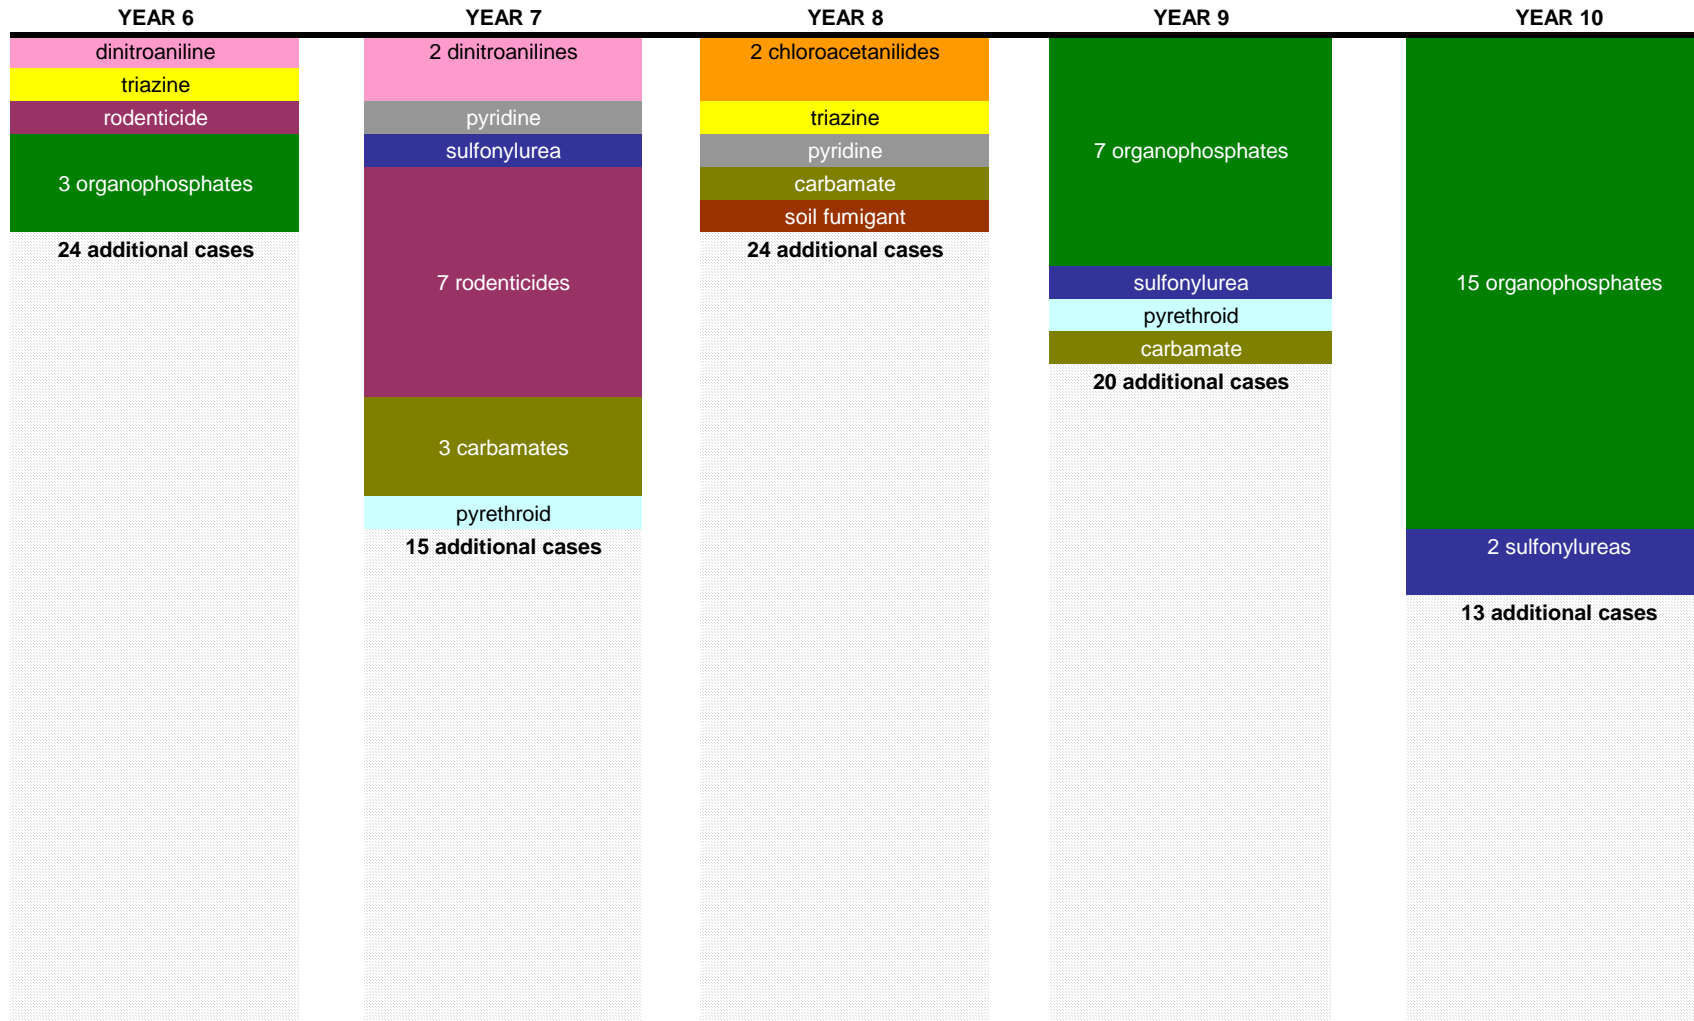 YEAR 6
YEAR 7
YEAR 8
YEAR 9
YEAR 10
dinitroaniline
triazine
rodenticide
3 organophosphates
24 additional cases
2 dinitroanilines
pyridine
sulfonylurea
7 rodenticides
3 carbamates
pyrethroid
15 additional cases
2 chloroacetanilides
triazine
pyridine
carbamate
soil fumigant
24 additional cases
7 organophosphates
sulfonylurea
pyrethroid
carbamate
20 additional cases
15 organophosphates
2 sulfonylureas
13 additional cases